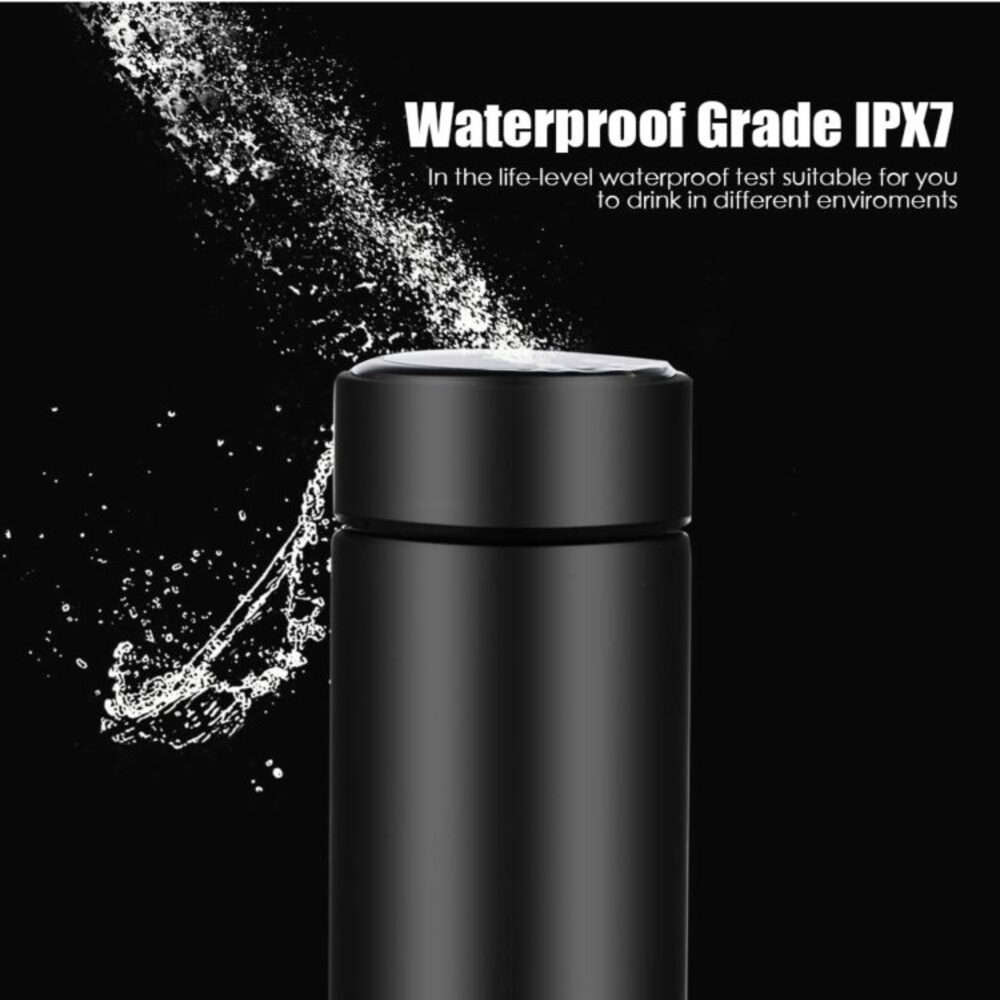 Waterproof Grade IPX7
In the life-level waterproof test suitable for you
to drink in different enviroments